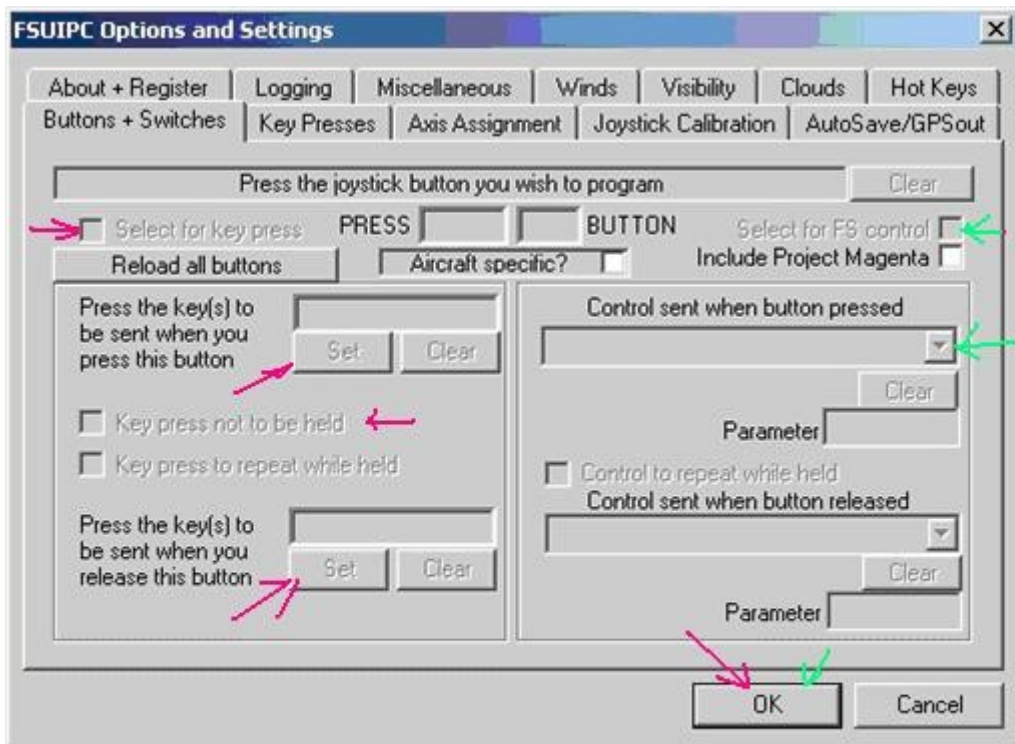 FSUIPC Options and Settings
About + Register Logging Miscellaneous Winds Visibility Clouds Hot Keys
Buttons + Switches Key Presses Axis Assignment Joystick Calibration AutoSave/GPSout
Press the joystick button you wish to program Clear
Select for key press PRESS BUTTON Select for FS control
Reload all buttons Aircraft specific? Include Project Magenta
Press the key(s) to
be sent when you
press this button
Set Clear
Key press not to be held
Key press to repeat while held
Press the key(s) to
be sent when you
release this button
Set Clear
Control sent when button pressed
Clear
Parameter
Control to repeat while held
Control sent when button released
Clear
Parameter
OK Cancel